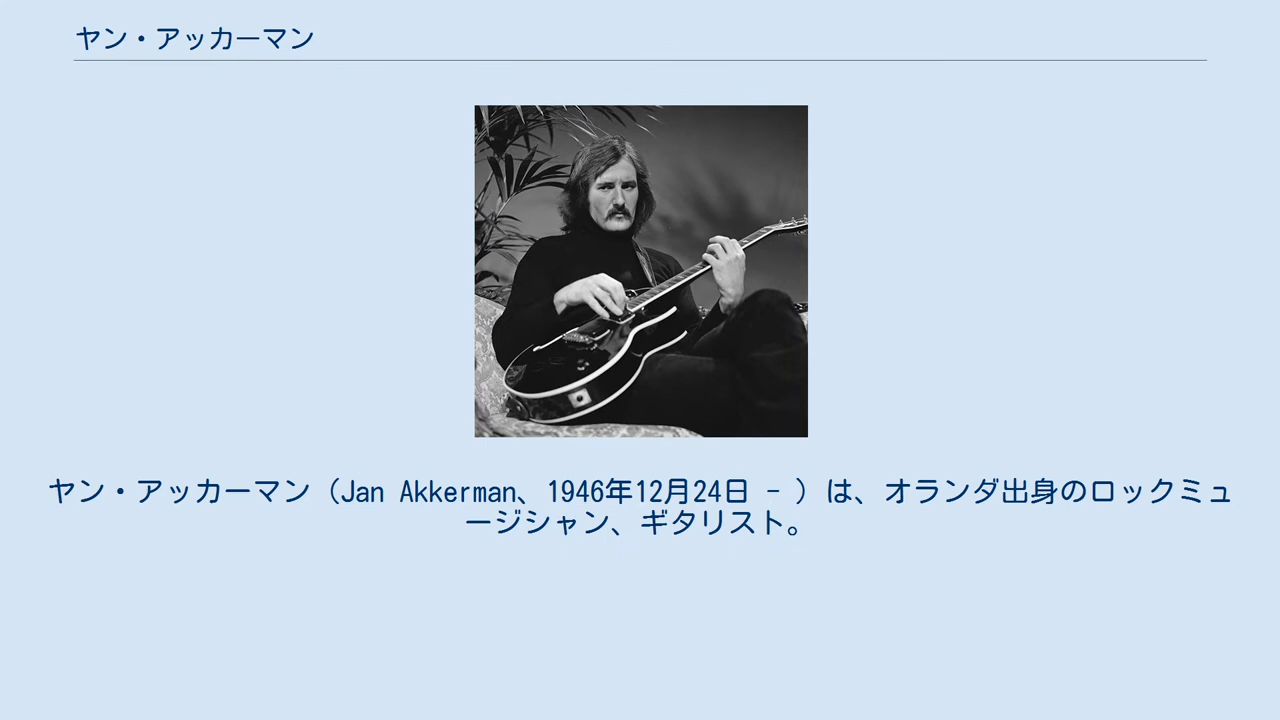 ヤン・アッカーマン
ヤン・アッカーマン（Jan Akkerman、1946年12月24日 - ）は、オランダ出身のロックミュ
ージシャン、ギタリスト。